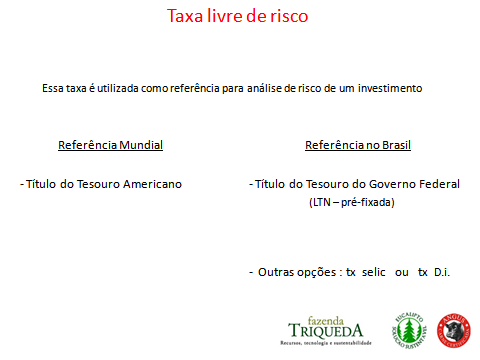 Taxa livre de risco
Essa taxa é utilizada como referência para análise de risco de um investimento
Referência Mundial
- Título do Tesouro Americano
Referência no Brasil
- Título do Tesouro do Governo Federal
(LTN – pré-fixada)
- Outras opções : tx selic ou tx D.i.
fazenda
TRIQUEDA
Recursos, tecnologia e sustentabilidade
EUCALIPTO
SOLUÇÃO SUSTENTÁVEL
ANGUS